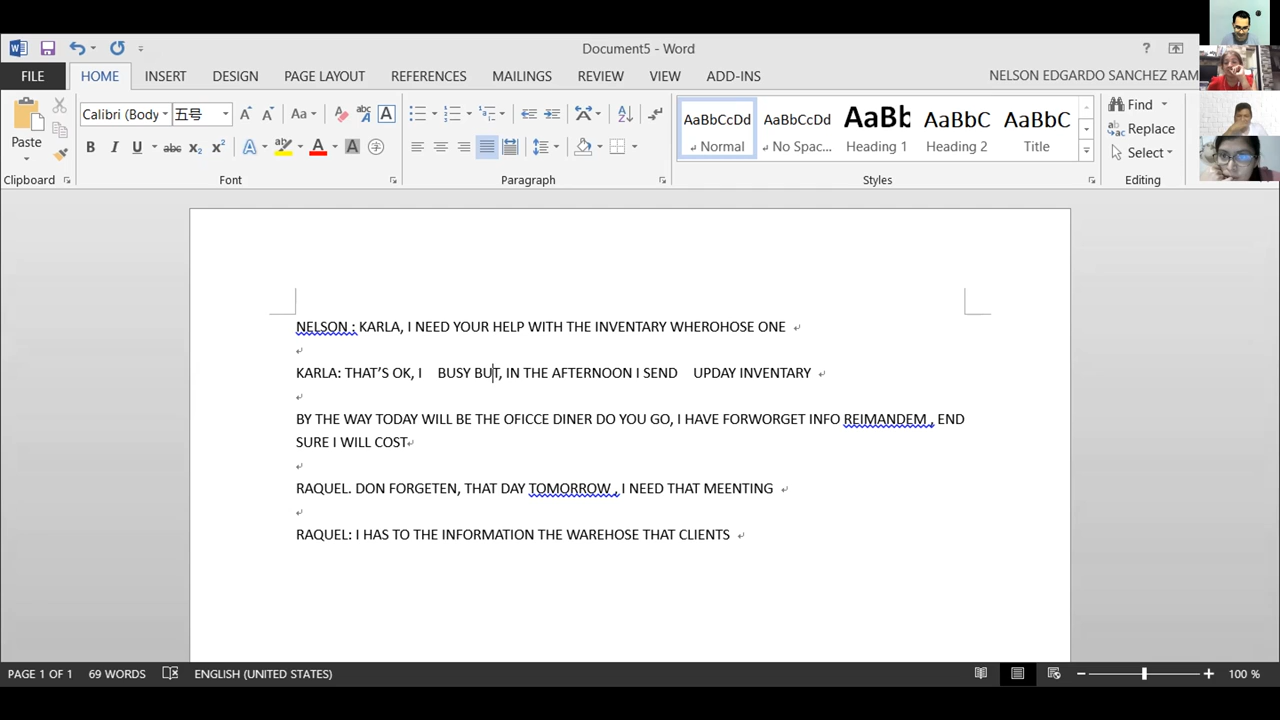 Document5 - Word
FILE HOME INSERT DESIGN PAGE LAYOUT REFERENCES MAILINGS REVIEW VIEW ADD-INS NELSON EDGARDO SANCHEZ RAM
Calibri (Body 五号 Aa AaBbCcDd AaBbCcDd AaBb AaBbC AaBbC Find
Paste Replace
B I U abc X₂ X² A A A Normal No Spac... Heading 1 Heading 2 Title Select
Clipboard Font Paragraph Styles Editing
NELSON : KARLA, I NEED YOUR HELP WITH THE INVENTARY WHEROHOSE ONE
KARLA: THAT'S OK, I BUSY BUT, IN THE AFTERNOON I SEND UPDAY INVENTARY
BY THE WAY TODAY WILL BE THE OFICCE DINER DO YOU GO, I HAVE FORWORGET INFO REIMANDEM , END
SURE I WILL COST
RAQUEL. DON FORGETEN, THAT DAY TOMORROW , I NEED THAT MEENTING
RAQUEL: I HAS TO THE INFORMATION THE WAREHOSE THAT CLIENTS
PAGE 1 OF 1 69 WORDS ENGLISH (UNITED STATES) 100 %